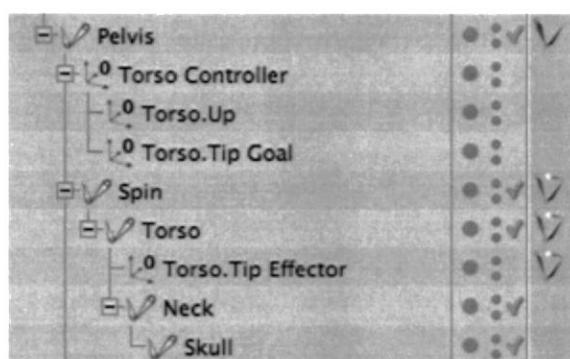 Pelvis
Torso Controller
Torso.Up
Torso.Tip Goal
Spin
Torso
Torso.Tip Effector
Neck
Skull